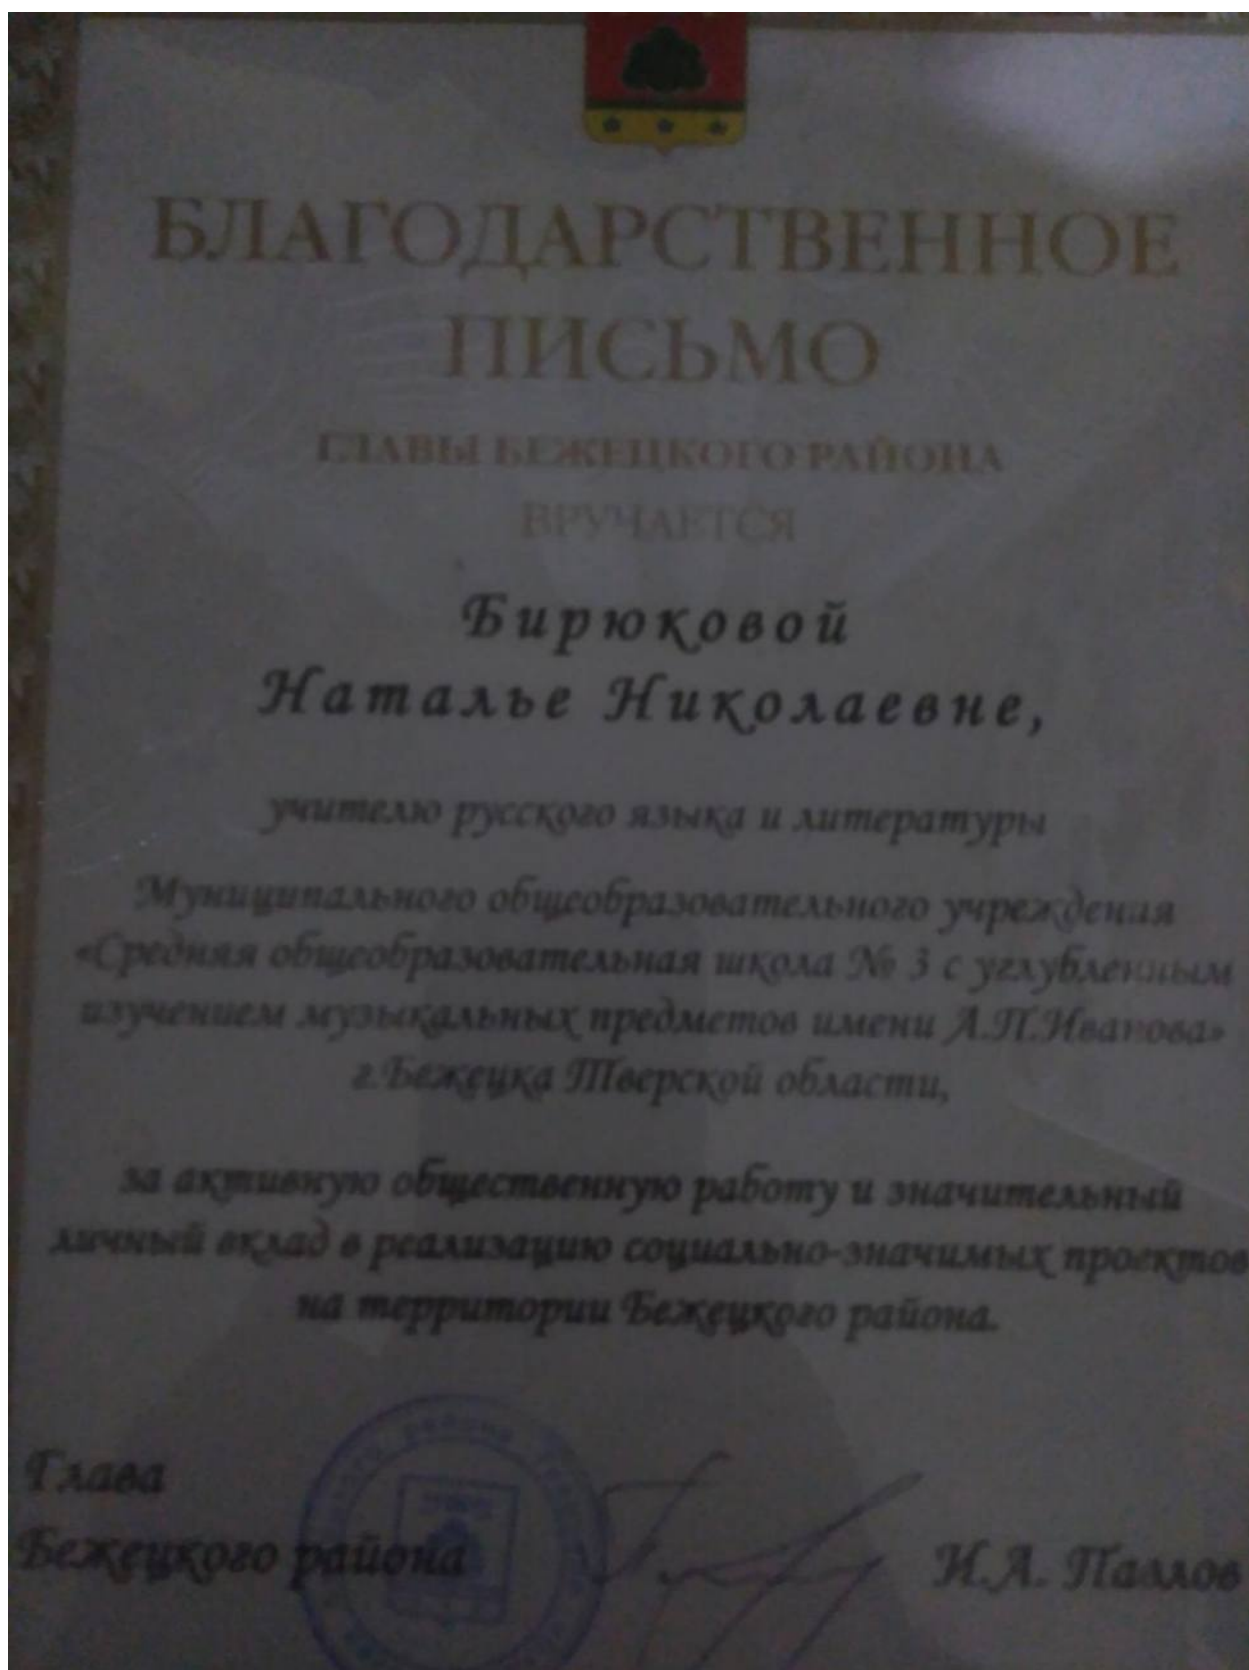 БЛАГОДАРСТВЕННОЕ
ПИСЬМО
ГЛАВЫ БЕЖЕЦКОГО РАЙОНА
ВРУЧАЕТСЯ
Бирюковой
Наталье Николаевне,
учителю русского языка и литературы
Муниципального общеобразовательного учреждения
«Средняя общеобразовательная школа № 3 с углубленным
изучением музыкальных предметов имени А.П.Иванова»
г.Бежецка Тверской области,
за активную общественную работу и значительный
личный вклад в реализацию социально-значимых проектов
на территории Бежецкого района.
Глава
Бежецкого района
И.А. Павлов